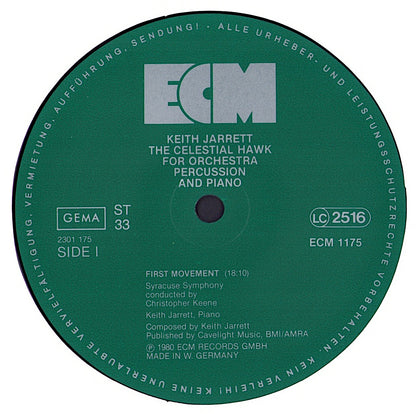 ALLE URHEBER- UND LEISTUNGSSCHUTZRECHTE VORBEHALTEN. KEIN VERLEIH! KEINE UNERLAUBTE VERVIELFÄLTIGUNG, VERMIETUNG, AUFFÜHRUNG, SENDUNG! ·
ECM
KEITH JARRETT
THE CELESTIAL HAWK
FOR ORCHESTRA
PERCUSSION
AND PIANO
GEMA
ST
33
LC 2516
2301 175
SIDE I
ECM 1175
FIRST MOVEMENT (18:10)
Syracuse Symphony
conducted by
Christopher Keene
Keith Jarrett, Piano
Composed by Keith Jarrett
Published by Cavelight Music, BMI/AMRA
Ⓟ 1980 ECM RECORDS GMBH
MADE IN W. GERMANY